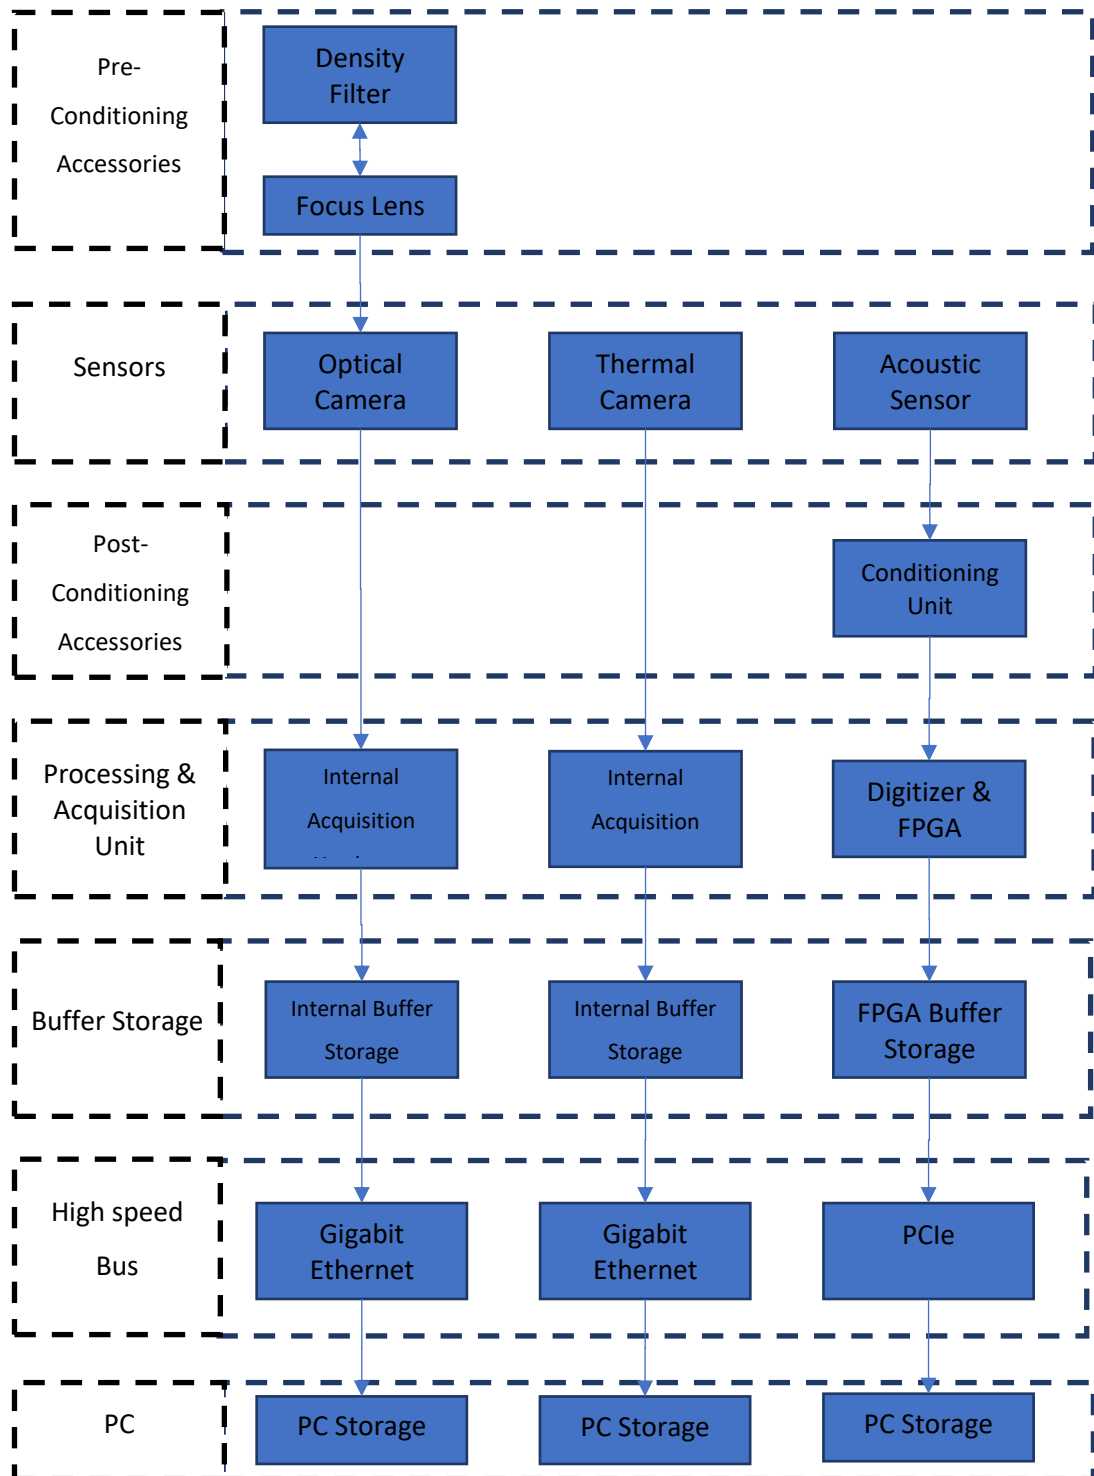 Pre-
Conditioning
Accessories
Density
Filter
Focus Lens
Sensors
Optical
Camera
Thermal
Camera
Acoustic
Sensor
Post-
Conditioning
Accessories
Conditioning
Unit
Processing &
Acquisition
Unit
Internal
Acquisition
Internal
Acquisition
Digitizer &
FPGA
Buffer Storage
Internal Buffer
Storage
Internal Buffer
Storage
FPGA Buffer
Storage
High speed
Bus
Gigabit
Ethernet
Gigabit
Ethernet
PCIe
PC
PC Storage
PC Storage
PC Storage